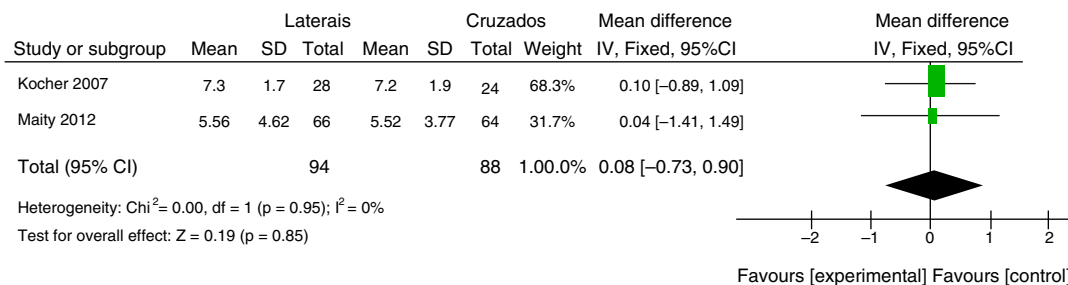 Laterais Cruzados Mean difference Mean difference
Study or subgroup Mean SD Total Mean SD Total Weight IV, Fixed, 95%CI IV, Fixed, 95%CI
Kocher 2007 7.3 1.7 28 7.2 1.9 24 68.3% 0.10 [–0.89, 1.09]
Maity 2012 5.56 4.62 66 5.52 3.77 64 31.7% 0.04 [–1.41, 1.49]
Total (95% CI) 94 88 1.00.0% 0.08 [–0.73, 0.90]
Heterogeneity: Chi²= 0.00, df = 1 (p = 0.95); I² = 0%
Test for overall effect: Z = 0.19 (p = 0.85)
–2 –1 0 1 2
Favours [experimental] Favours [control]